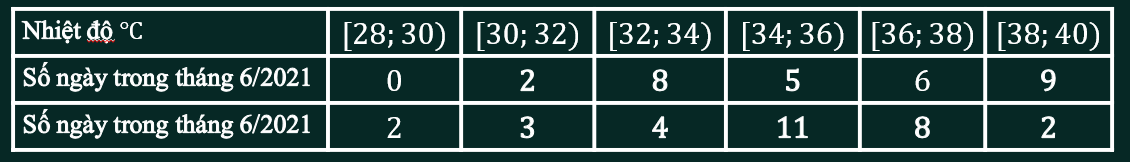 Nhiệt độ °C [28; 30) [30; 32) [32; 34) [34; 36) [36; 38) [38; 40)
Số ngày trong tháng 6/2021 0 2 8 5 6 9
Số ngày trong tháng 6/2021 2 3 4 11 8 2